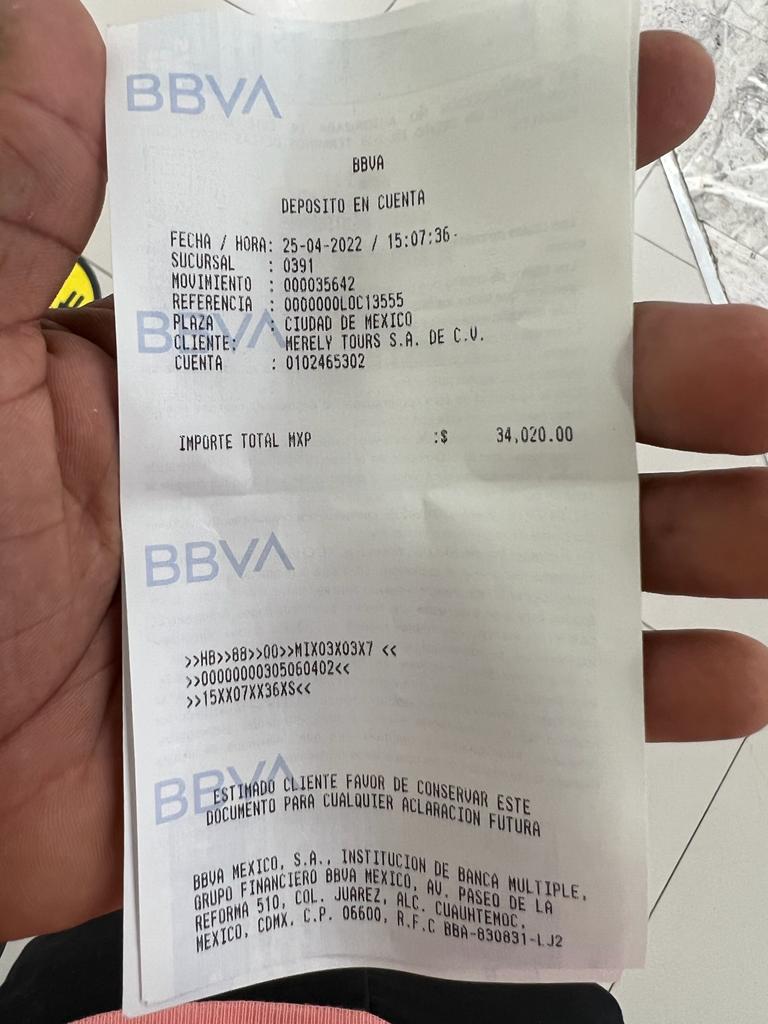 BBVA
BBVA
DEPOSITO EN CUENTA
FECHA / HORA: 25-04-2022 / 15:07:36
SUCURSAL : 0391
MOVIMIENTO : 000035642
REFERENCIA : 0000000LOC13555
BBVA
PLAZA : CIUDAD DE MEXICO
CLIENTE: MERELY TOURS S.A. DE C.V.
CUENTA : 0102465302
IMPORTE TOTAL MXP :$ 34,020.00
BBVA
>>HB>>88>>00>>MIX03X03X7 <<
>>00000000305060402<<
>>15XX07XX36XS<<
BBVA
ESTIMADO CLIENTE FAVOR DE CONSERVAR ESTE
DOCUMENTO PARA CUALQUIER ACLARACION FUTURA
BBVA MEXICO, S.A., INSTITUCION DE BANCA MULTIPLE,
GRUPO FINANCIERO BBVA MEXICO, AV. PASEO DE LA
REFORMA 510, COL. JUAREZ, ALC. CUAUHTEMOC,
MEXICO, CDMX, C.P. 06600, R.F.C BBA-830831-LJ2